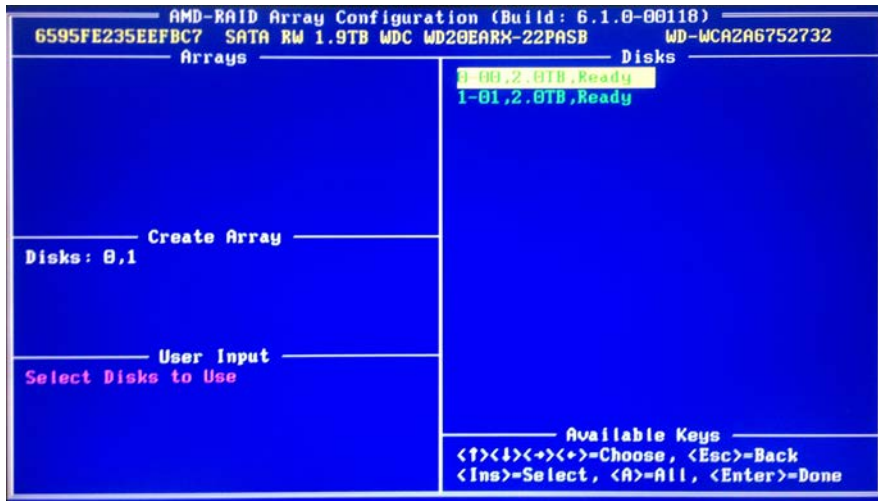 AMD-RAID Array Configuration (Build: 6.1.0-00118)
6595FE235EEFBC7 SATA RW 1.9TB WDC WD20EARX-22PASB WD-WCAZA6752732
Arrays
Disks
0-00,2.0TB,Ready
1-01,2.0TB,Ready
Create Array
Disks: 0,1
User Input
Select Disks to Use
Available Keys
<↑><↓><→><←>=Choose, <Esc>=Back
<Ins>=Select, <A>=All, <Enter>=Done